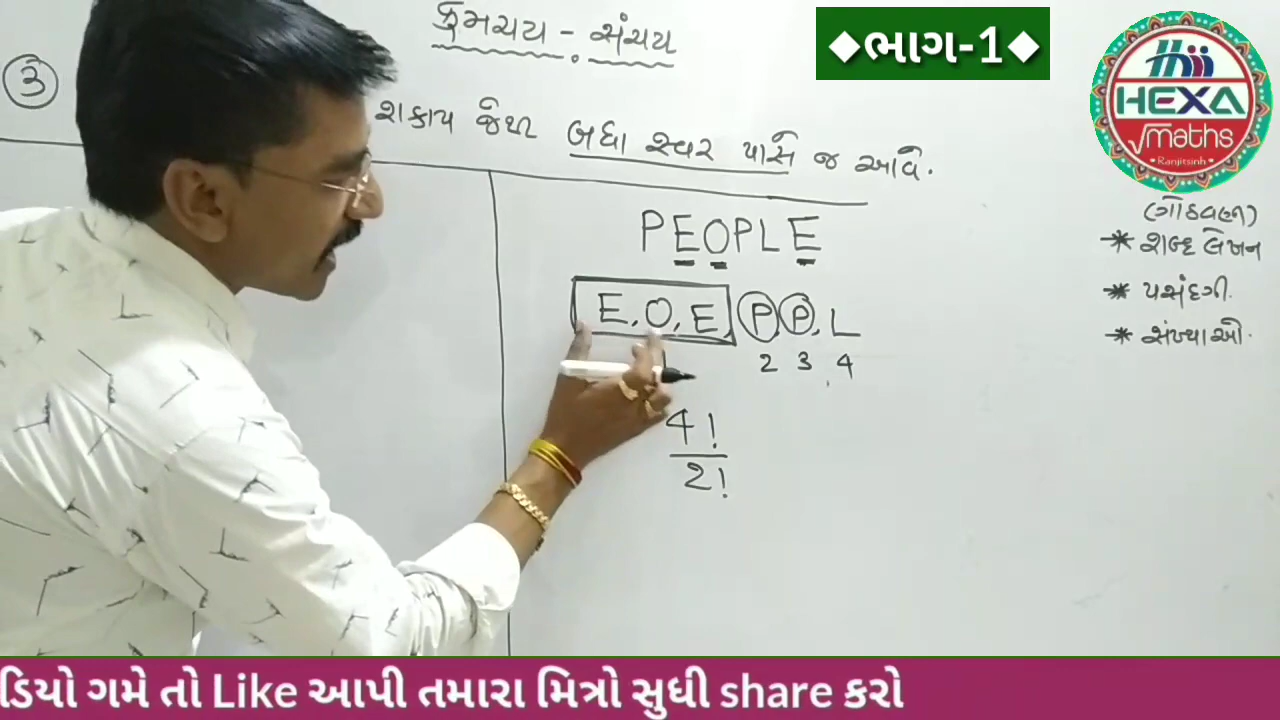 ક્રમચય - સંચય
◆ભાગ-1◆
HEXA
√maths
Ranjitsinh
3
શકાય જેથી બધા સ્વર પાસે જ આવે.
PEOPLE
E, O, E, P P, L
2 3 4
4!
2!
(ગોઠવણ)
* શબ્દ લેખન
* પસંદગી.
* સંખ્યાઓ.
ડિયો ગમે તો Like આપી તમારા મિત્રો સુધી share કરો